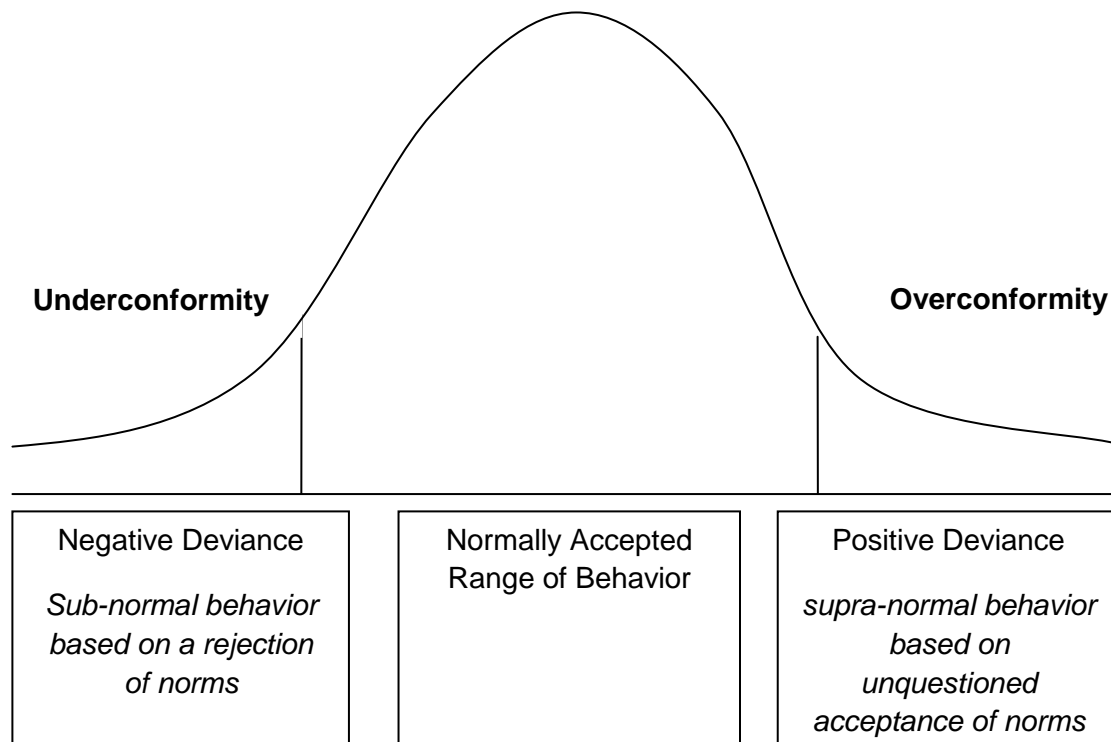 Underconformity
Overconformity
Negative Deviance
Sub-normal behavior
based on a rejection
of norms
Normally Accepted
Range of Behavior
Positive Deviance
supra-normal behavior
based on
unquestioned
acceptance of norms